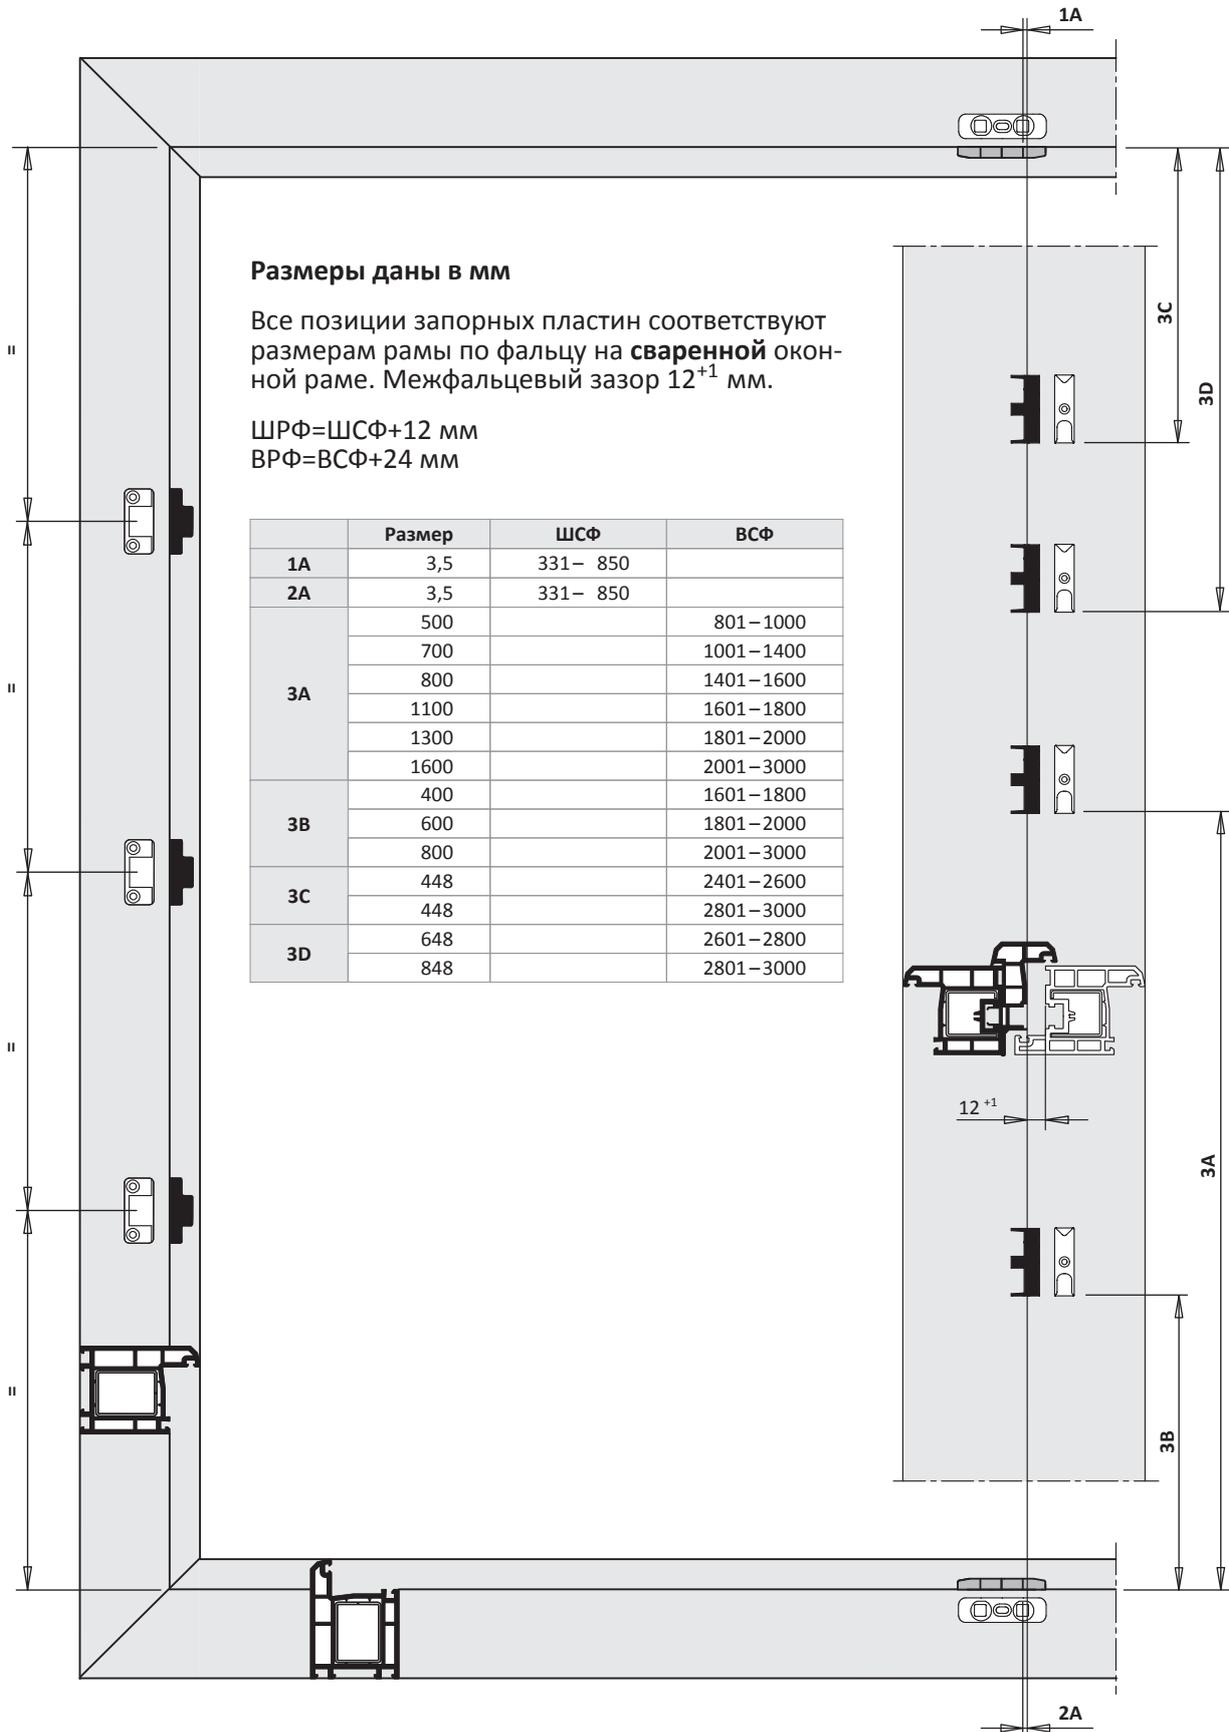 1A
Размеры даны в мм
Все позиции запорных пластин соответствуют
размерам рамы по фальцу на сваренной окон-
ной раме. Межфальцевый зазор 12+1 мм.
ШРФ=ШСФ+12 мм
ВРФ=ВСФ+24 мм
Размер ШСФ ВСФ
1A 3,5 331– 850
2A 3,5 331– 850
3A 500 801–1000
700 1001–1400
800 1401–1600
1100 1601–1800
1300 1801–2000
1600 2001–3000
3B 400 1601–1800
600 1801–2000
800 2001–3000
3C 448 2401–2600
448 2801–3000
3D 648 2601–2800
848 2801–3000
=
=
=
=
3C
3D
12 +1
3A
3B
2A